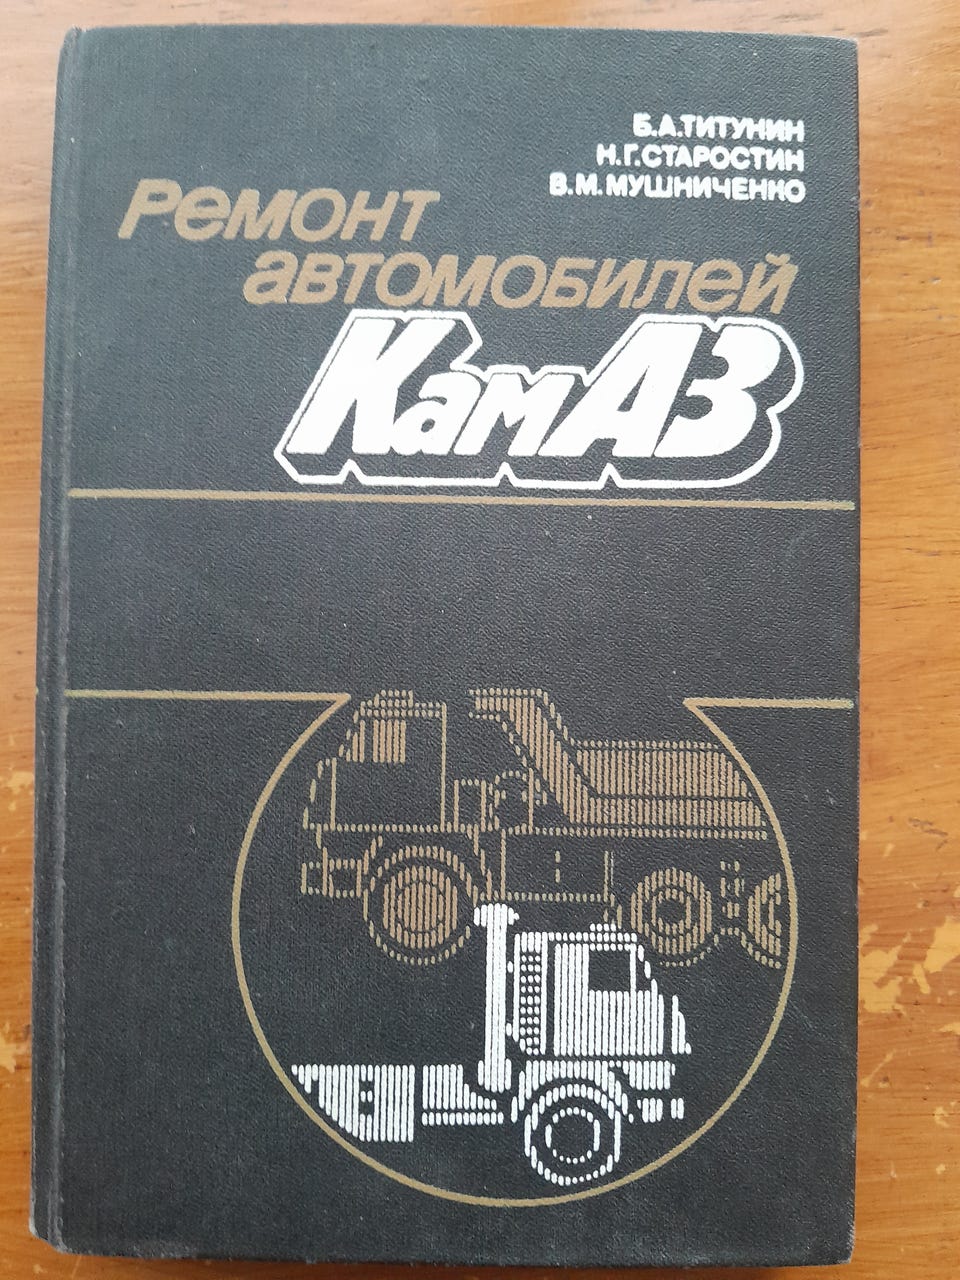 Б.А.ТИТУНИН
Н.Г.СТАРОСТИН
В.М.МУШНИЧЕНКО
Ремонт
автомобилей
КамАЗ